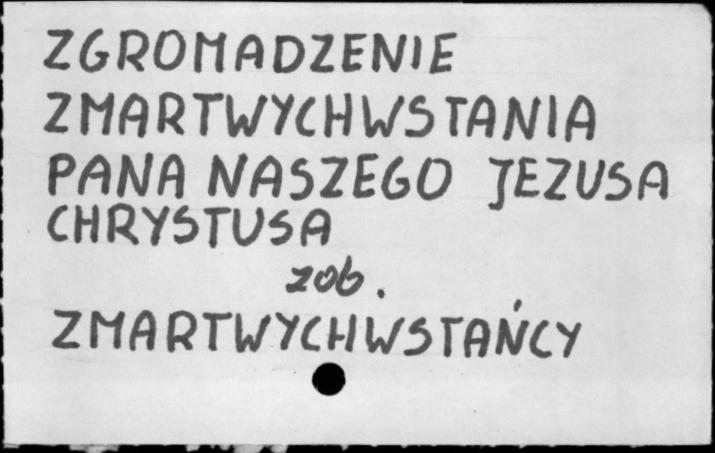 ZGROMADZENIE
ZMARTWYCHWSTANIA
PANA NASZEGO JEZUSA
CHRYSTUSA
zob.
ZMARTWYCHWSTAŃCY